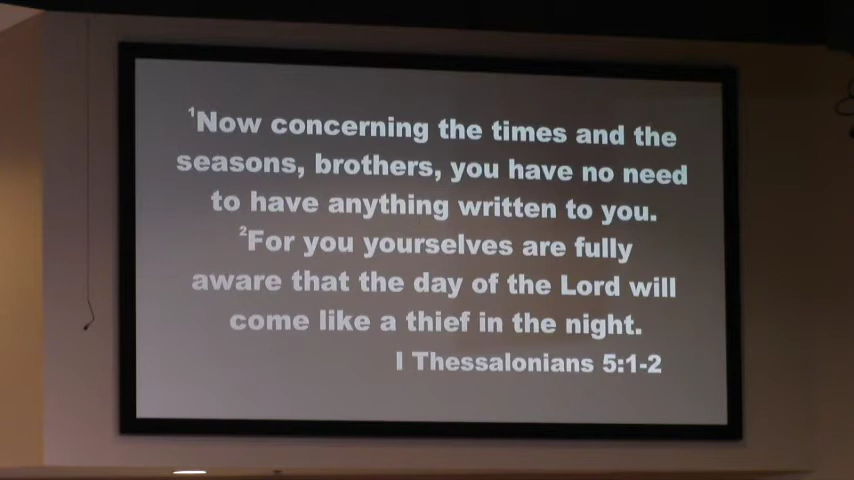 ¹Now concerning the times and the
seasons, brothers, you have no need
to have anything written to you.
²For you yourselves are fully
aware that the day of the Lord will
come like a thief in the night.
I Thessalonians 5:1-2